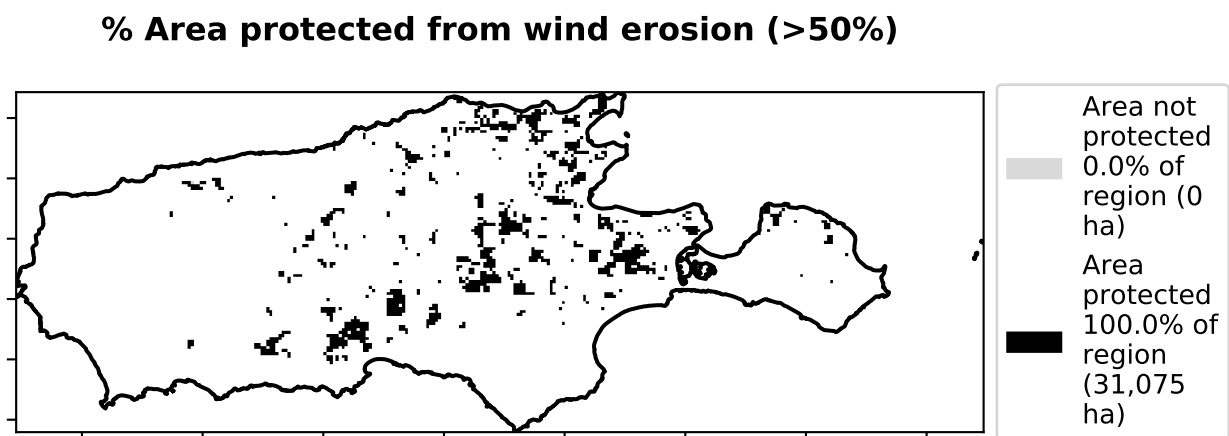 % Area protected from wind erosion (>50%)
Area not
protected
0.0% of
region (0
ha)
Area
protected
100.0% of
region
(31,075
ha)